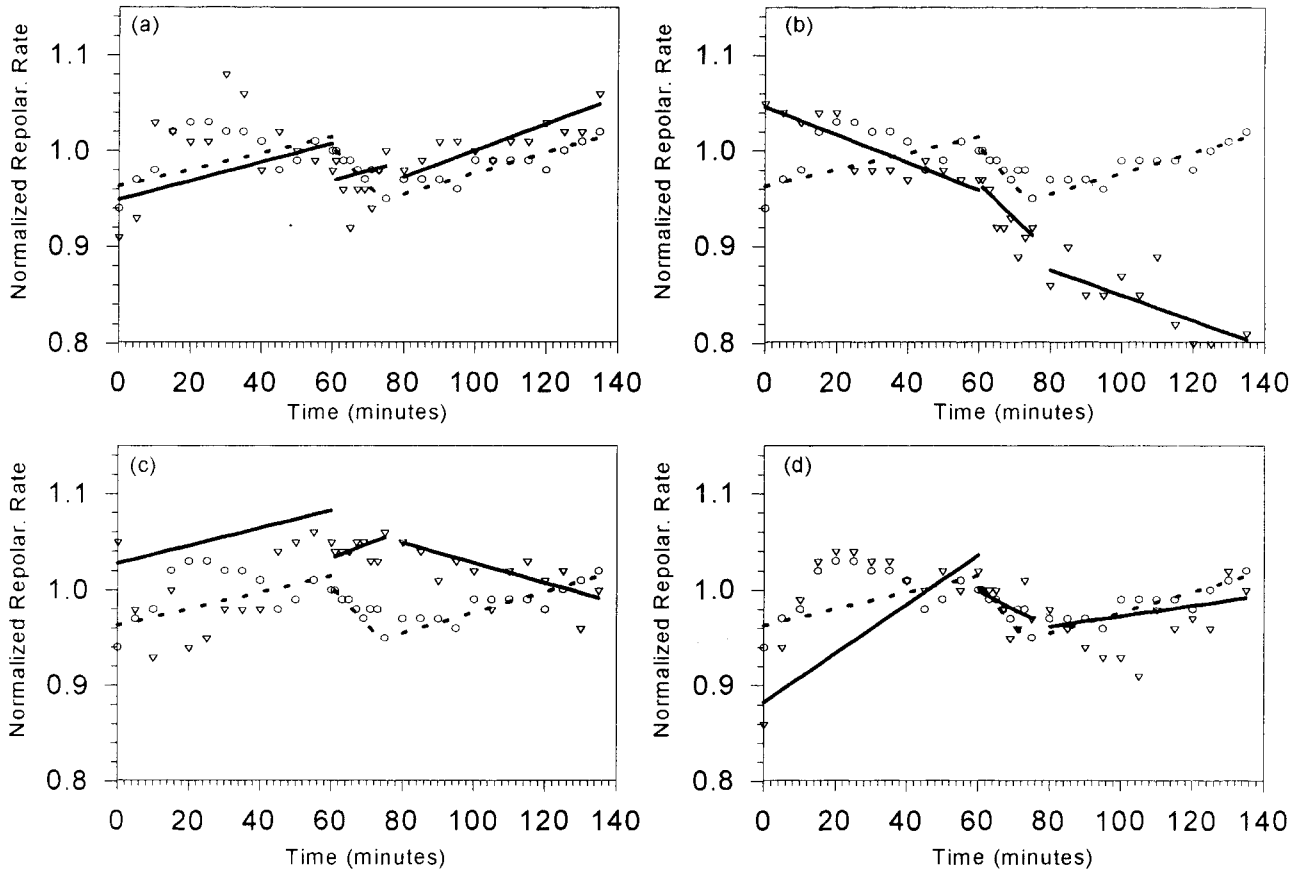 (a)
Normalized Repolar. Rate
1.1
1.0
0.9
0.8
0 20 40 60 80 100 120 140
Time (minutes)
(b)
Normalized Repolar. Rate
1.1
1.0
0.9
0.8
0 20 40 60 80 100 120 140
Time (minutes)
(c)
Normalized Repolar. Rate
1.1
1.0
0.9
0.8
0 20 40 60 80 100 120 140
Time (minutes)
(d)
Normalized Repolar. Rate
1.1
1.0
0.9
0.8
0 20 40 60 80 100 120 140
Time (minutes)